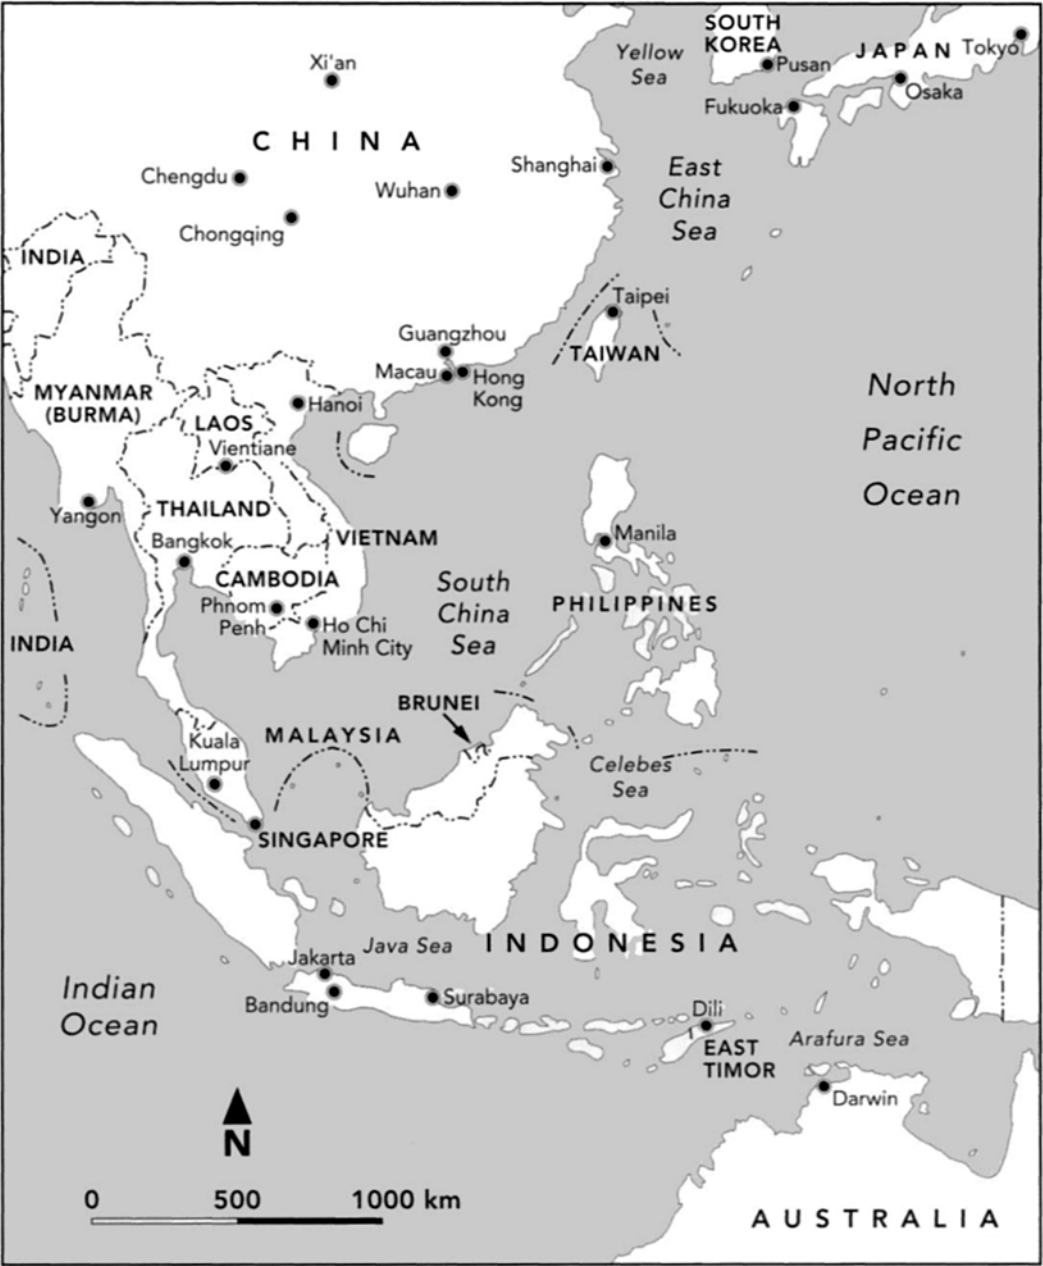 SOUTH
KOREA
Yellow
Sea
JAPAN
Tokyo
Xi'an
Pusan
Osaka
Fukuoka
CHINA
Shanghai
East
China
Sea
Chengdu
Wuhan
Chongqing
INDIA
Taipei
Guangzhou
TAIWAN
Macau
Hong
Kong
North
Pacific
Ocean
MYANMAR
(BURMA)
Hanoi
LAOS
Vientiane
Yangon
THAILAND
Bangkok
VIETNAM
Manila
CAMBODIA
South
China
Sea
PHILIPPINES
Phnom
Penh
Ho Chi
Minh City
INDIA
BRUNEI
MALAYSIA
Kuala
Lumpur
Celebes
Sea
SINGAPORE
Java Sea
INDONESIA
Jakarta
Bandung
Surabaya
Indian
Ocean
Dili
EAST
TIMOR
Arafura Sea
Darwin
N
0 500 1000 km
AUSTRALIA